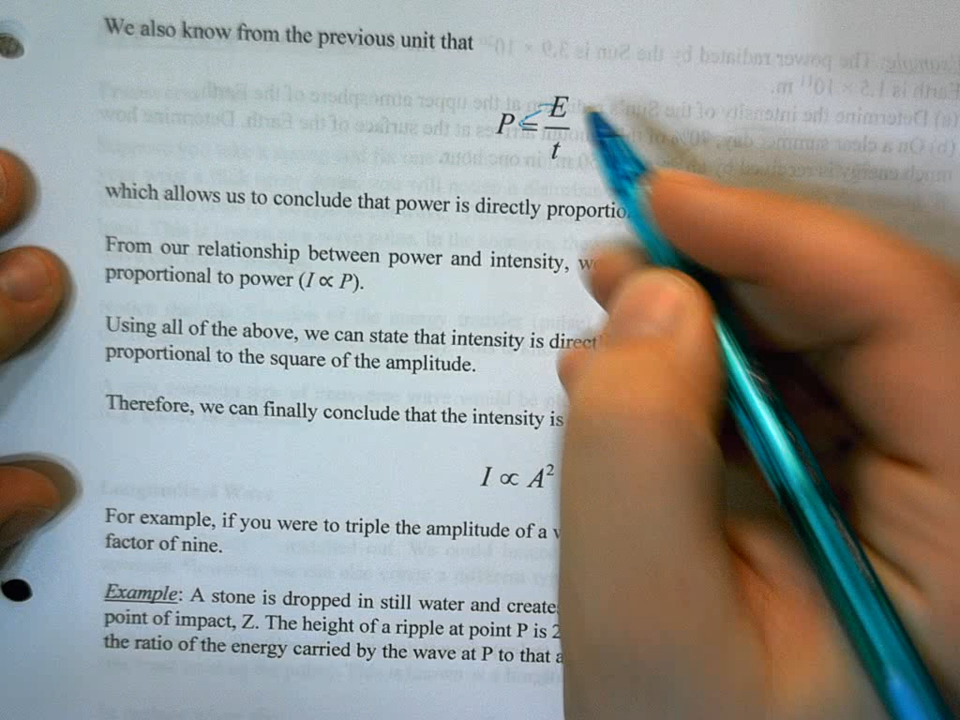 We also know from the previous unit that
P = E/t
which allows us to conclude that power is directly
From our relationship between power and intensity,
proportional to power (I ∝ P).
Using all of the above, we can state that intensity is
proportional to the square of the amplitude.
Therefore, we can finally conclude that the intensity is
I ∝ A²
For example, if you were to triple the amplitude of a
factor of nine.
Example: A stone is dropped in still water and
point of impact, Z. The height of a ripple at point P is 2
the ratio of the energy carried by the wave at P to that